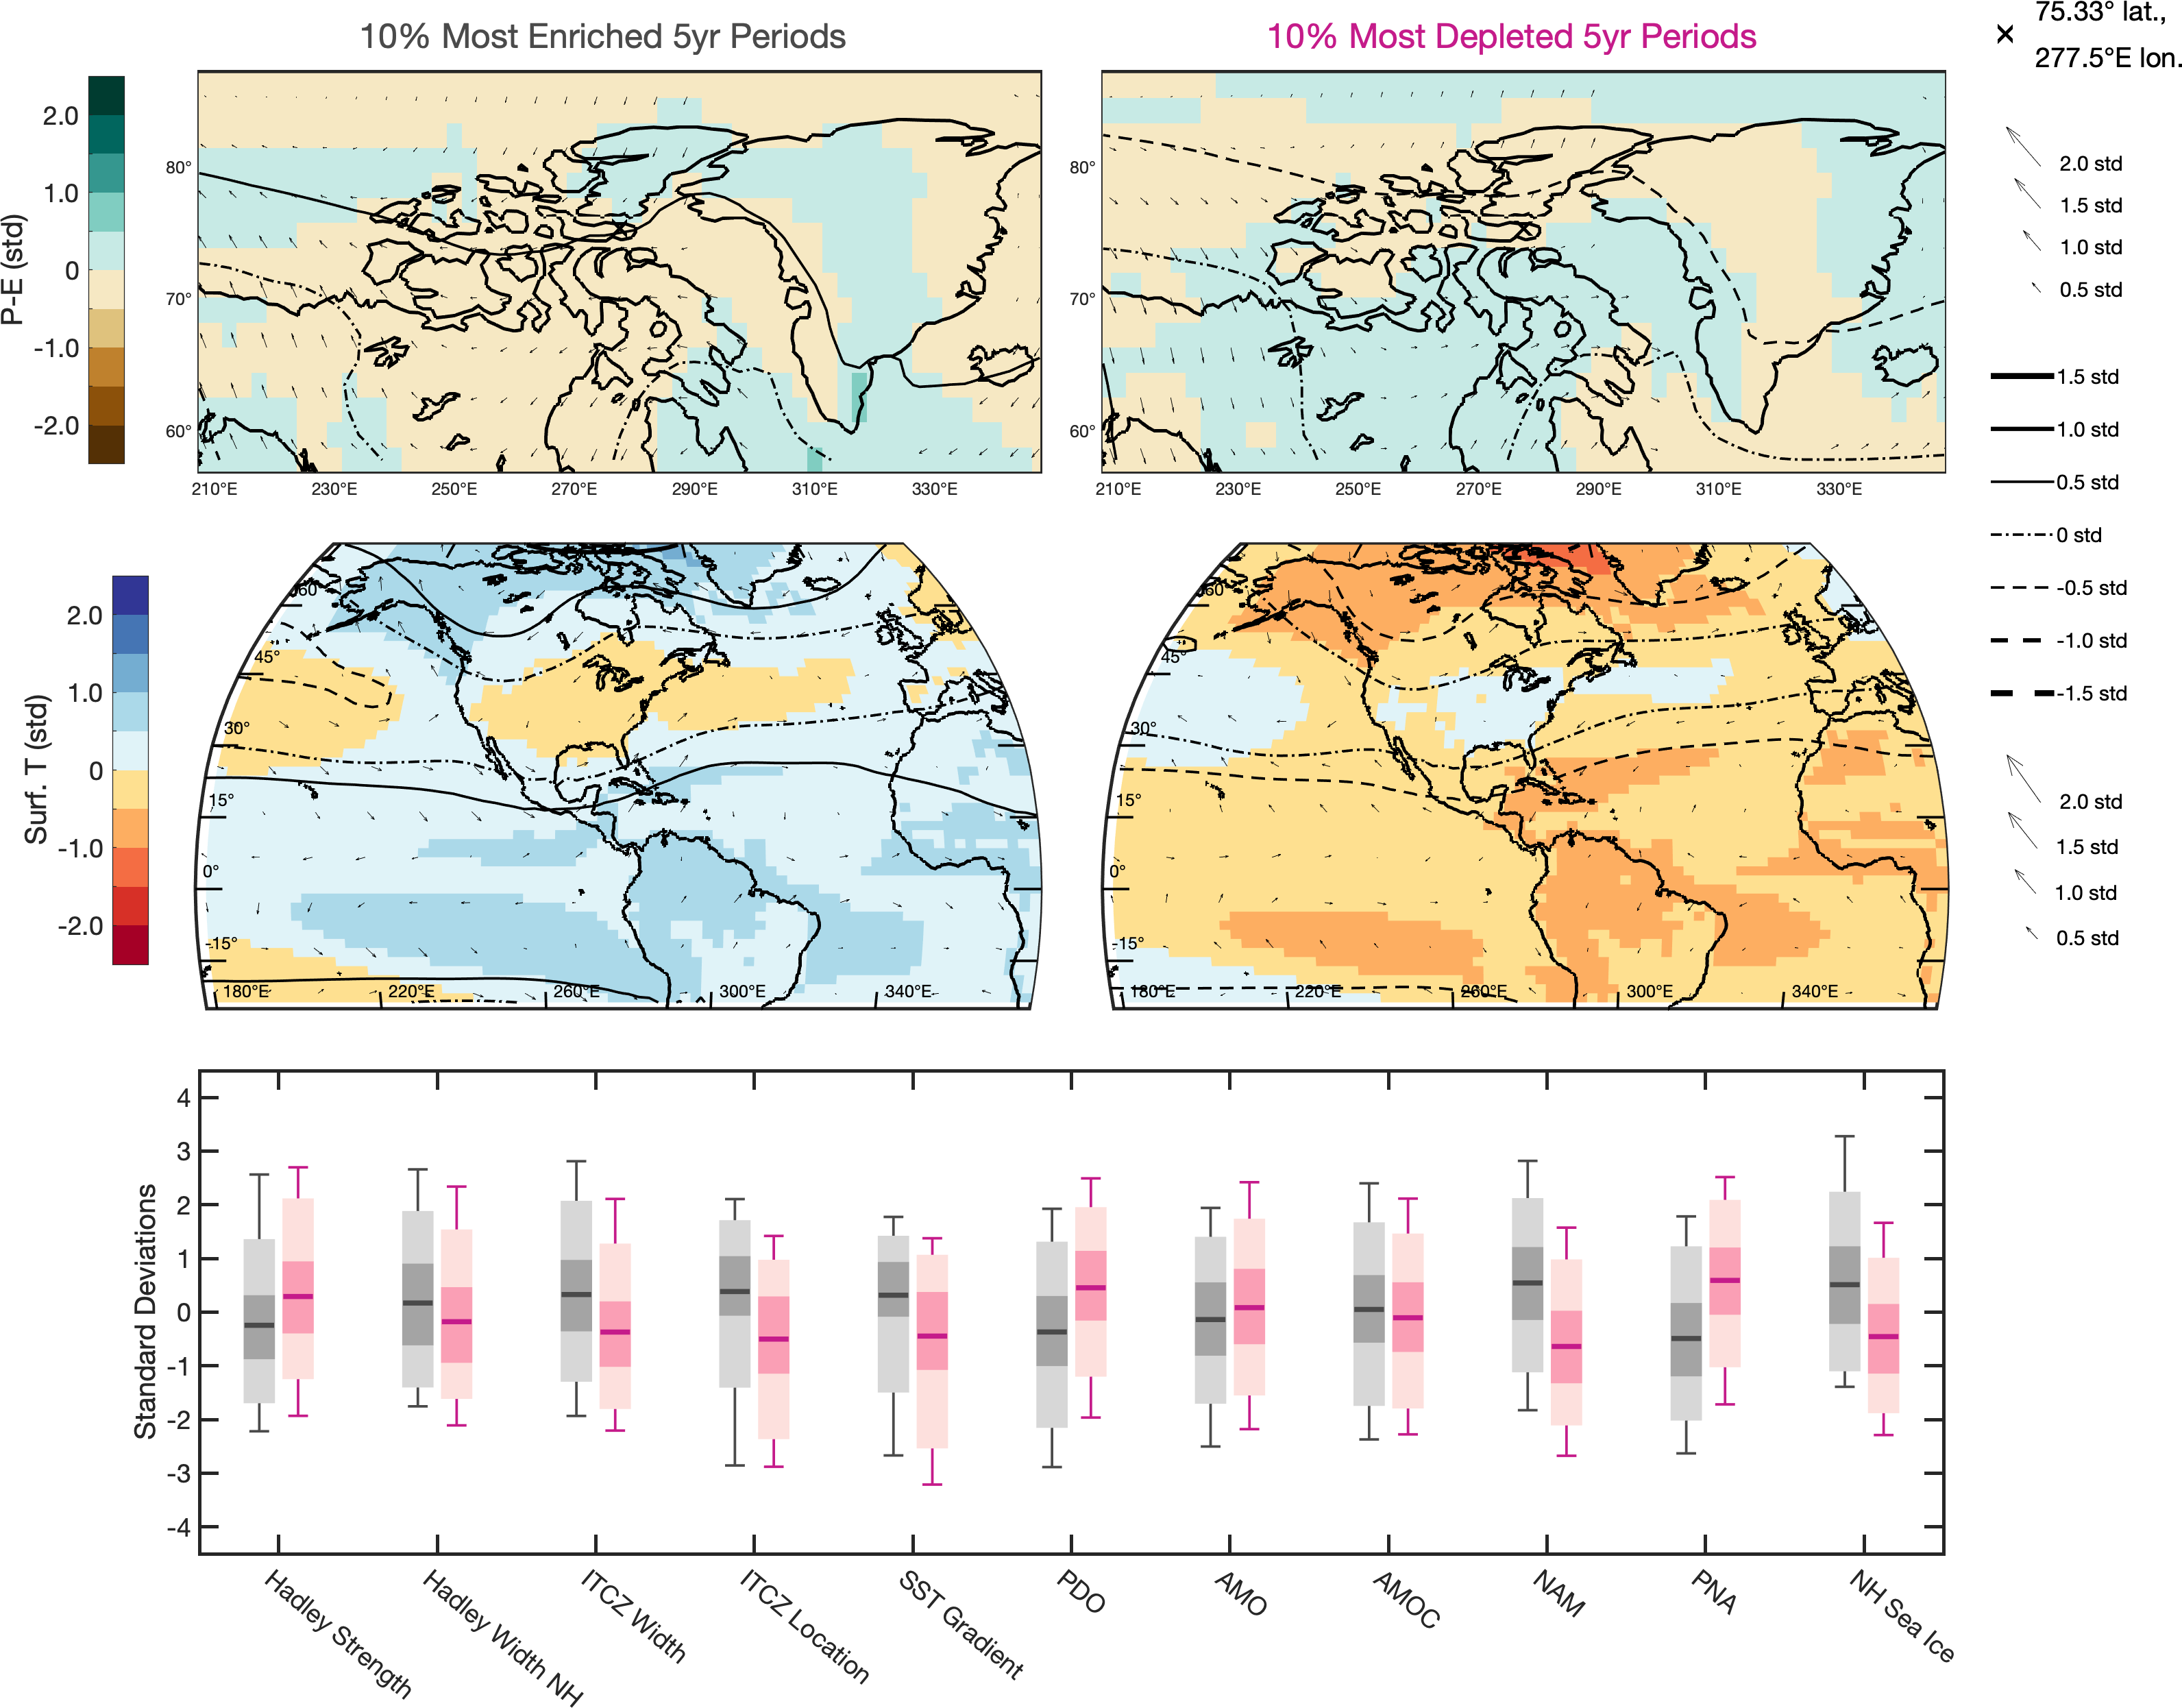 10% Most Enriched 5yr Periods
10% Most Depleted 5yr Periods
75.33° lat.,
277.5°E lon.
P-E (std)
2.0
1.0
0
-1.0
-2.0
80°
70°
60°
210°E 230°E 250°E 270°E 290°E 310°E 330°E
80°
70°
60°
210°E 230°E 250°E 270°E 290°E 310°E 330°E
2.0 std
1.5 std
1.0 std
0.5 std
1.5 std
1.0 std
0.5 std
0 std
-0.5 std
-1.0 std
-1.5 std
Surf. T (std)
2.0
1.0
0
-1.0
-2.0
60°
45°
30°
15°
0°
-15°
180°E 220°E 260°E 300°E 340°E
60°
45°
30°
15°
0°
-15°
180°E 220°E 260°E 300°E 340°E
2.0 std
1.5 std
1.0 std
0.5 std
Standard Deviations
4
3
2
1
0
-1
-2
-3
-4
Hadley Strength
Hadley Width NH
ITCZ Width
ITCZ Location
SST Gradient
PDO
AMO
AMOC
NAM
PNA
NH Sea Ice